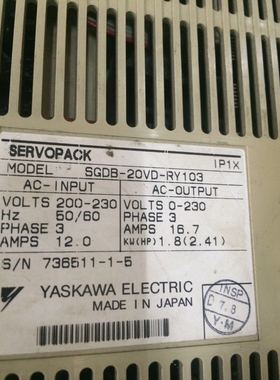 SERVOPACK IP1X
MODEL SGDB-20VD-RY103
AC-INPUT AC-OUTPUT
VOLTS 200-230 VOLTS 0-230
Hz 50/60 PHASE 3
PHASE 3 AMPS 16.7
AMPS 12.0 KW(HP) 1.8(2.41)
S/N 736511-1-5
YASKAWA ELECTRIC
MADE IN JAPAN
INSP
Y·M